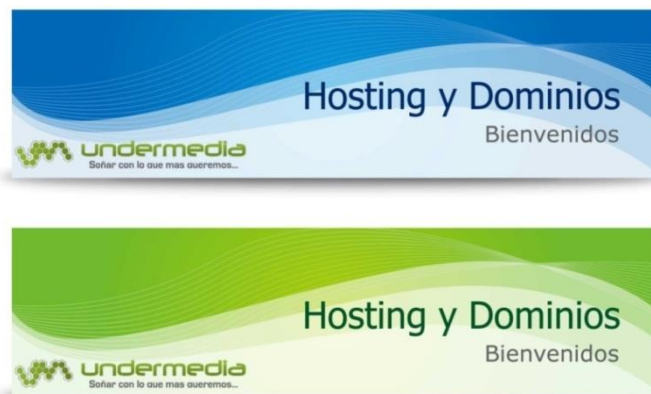 Hosting y Dominios
Bienvenidos
undermedia
Soñar con lo que mas queremos...
Hosting y Dominios
Bienvenidos
undermedia
Soñar con lo que mas queremos...